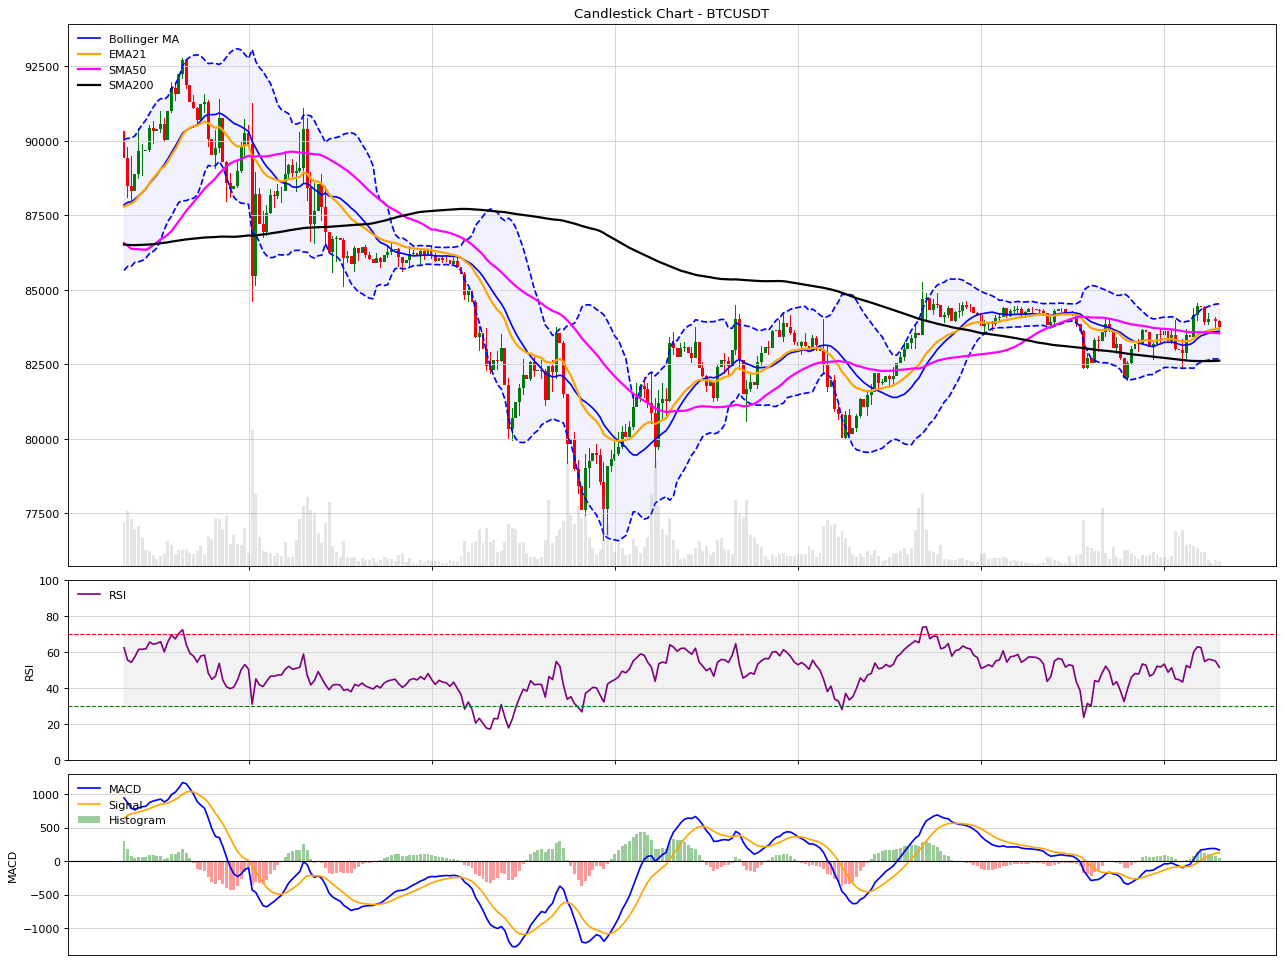 Candlestick Chart - BTCUSDT
Bollinger MA
EMA21
SMA50
SMA200
92500
90000
87500
85000
82500
80000
77500
RSI
RSI
100
80
60
40
20
0
MACD
Signal
Histogram
MACD
1000
500
0
−500
−1000